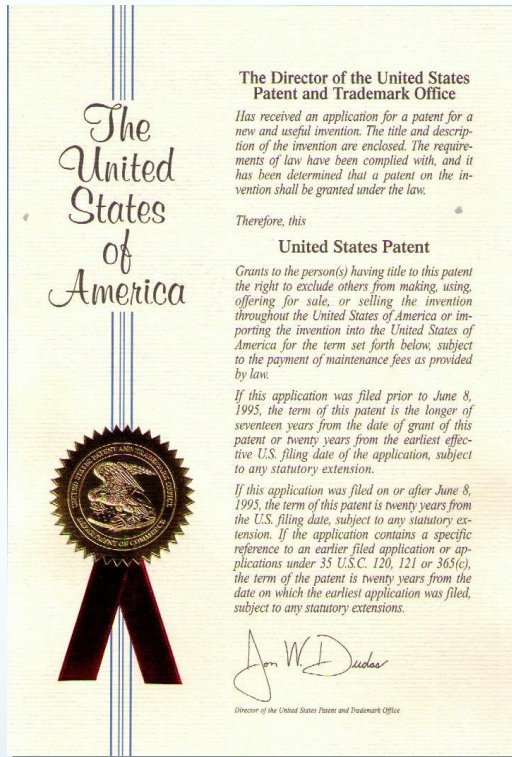 The
United
States
of
America
The Director of the United States
Patent and Trademark Office
Has received an application for a patent for a
new and useful invention. The title and descrip-
tion of the invention are enclosed. The require-
ments of law have been complied with, and it
has been determined that a patent on the in-
vention shall be granted under the law.
Therefore, this
United States Patent
Grants to the person(s) having title to this patent
the right to exclude others from making, using,
offering for sale, or selling the invention
throughout the United States of America or im-
porting the invention into the United States of
America for the term set forth below, subject
to the payment of maintenance fees as provided
by law.
If this application was filed prior to June 8,
1995, the term of this patent is the longer of
seventeen years from the date of grant of this
patent or twenty years from the earliest effec-
tive U.S. filing date of the application, subject
to any statutory extension.
If this application was filed on or after June 8,
1995, the term of this patent is twenty years from
the U.S. filing date, subject to any statutory ex-
tension. If the application contains a specific
reference to an earlier filed application or ap-
plications under 35 U.S.C. 120, 121 or 365(c),
the term of the patent is twenty years from the
date on which the earliest application was filed,
subject to any statutory extensions.
Jon W. Dudas
Director of the United States Patent and Trademark Office
UNITED STATES PATENT AND TRADEMARK OFFICE
DEPARTMENT OF COMMERCE